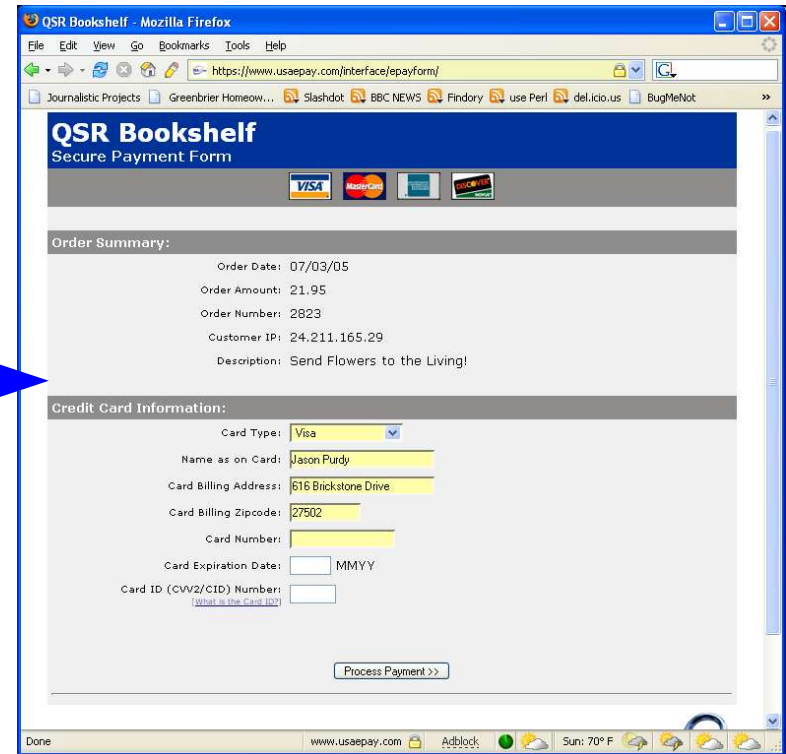 QSR Bookshelf - Mozilla Firefox
File Edit View Go Bookmarks Tools Help
https://www.usaepay.com/interface/epayform/ G
Journalistic Projects Greenbrier Homeow... Slashdot BBC NEWS Findory use Perl del.icio.us BugMeNot »
QSR Bookshelf
Secure Payment Form
VISA MasterCard DISCOVER
Order Summary:
Order Date: 07/03/05
Order Amount: 21.95
Order Number: 2823
Customer IP: 24.211.165.29
Description: Send Flowers to the Living!
Credit Card Information:
Card Type: Visa
Name as on Card: Jason Purdy
Card Billing Address: 616 Brickstone Drive
Card Billing Zipcode: 27502
Card Number:
Card Expiration Date: MMYY
Card ID (CVV2/CID) Number:
[What is the Card ID?]
Process Payment >>
Done www.usaepay.com Adblock Sun: 70° F